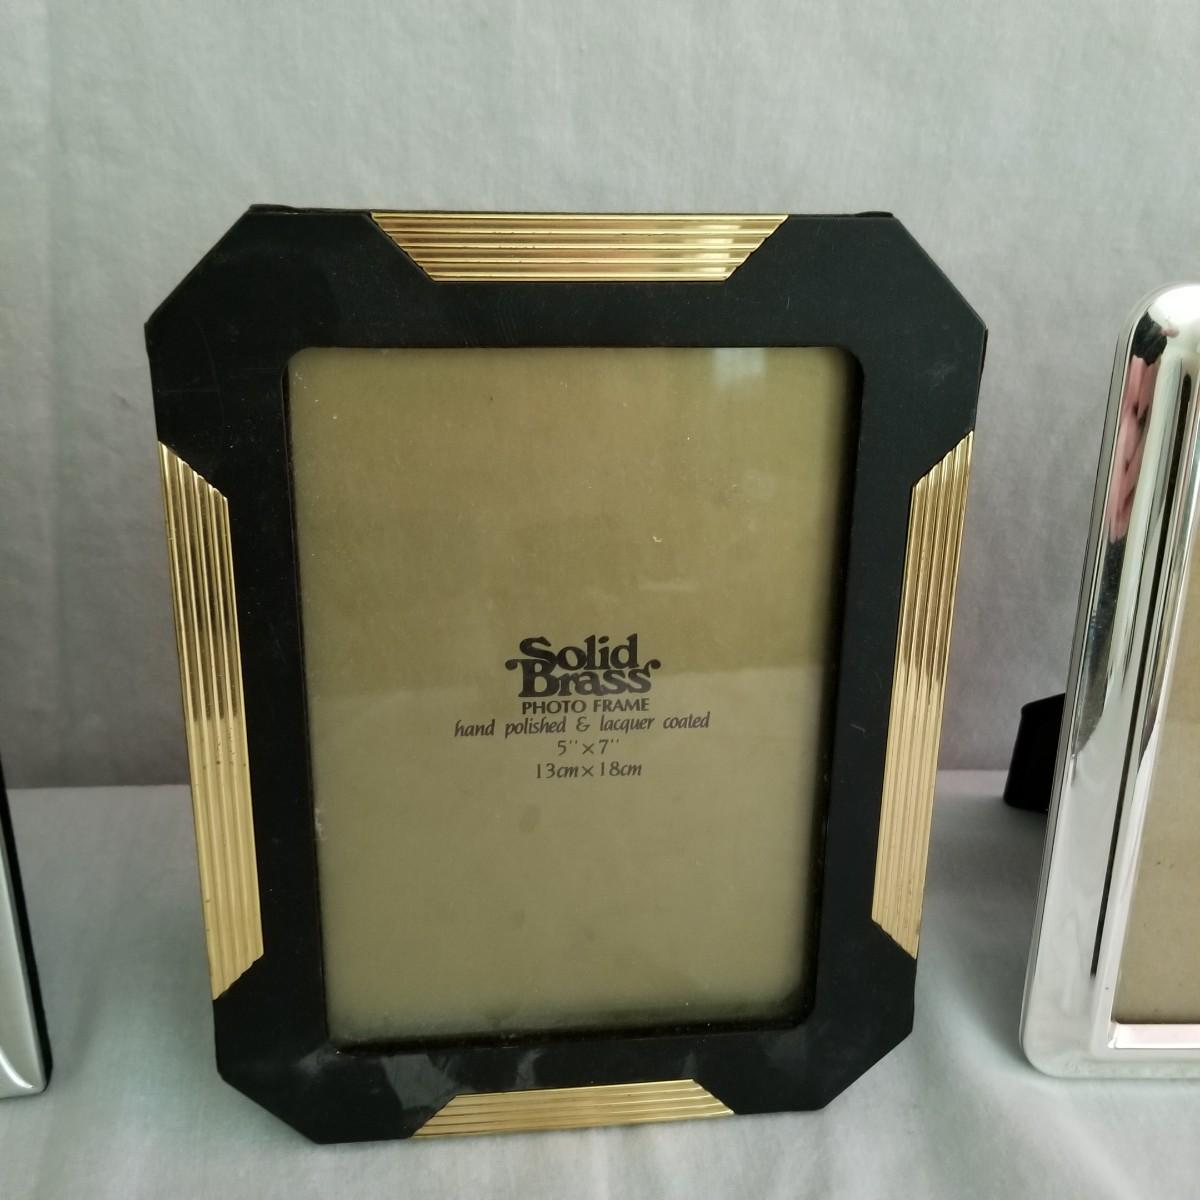 Solid
Brass
PHOTO FRAME
hand polished & lacquer coated
5''×7''
13cm×18cm